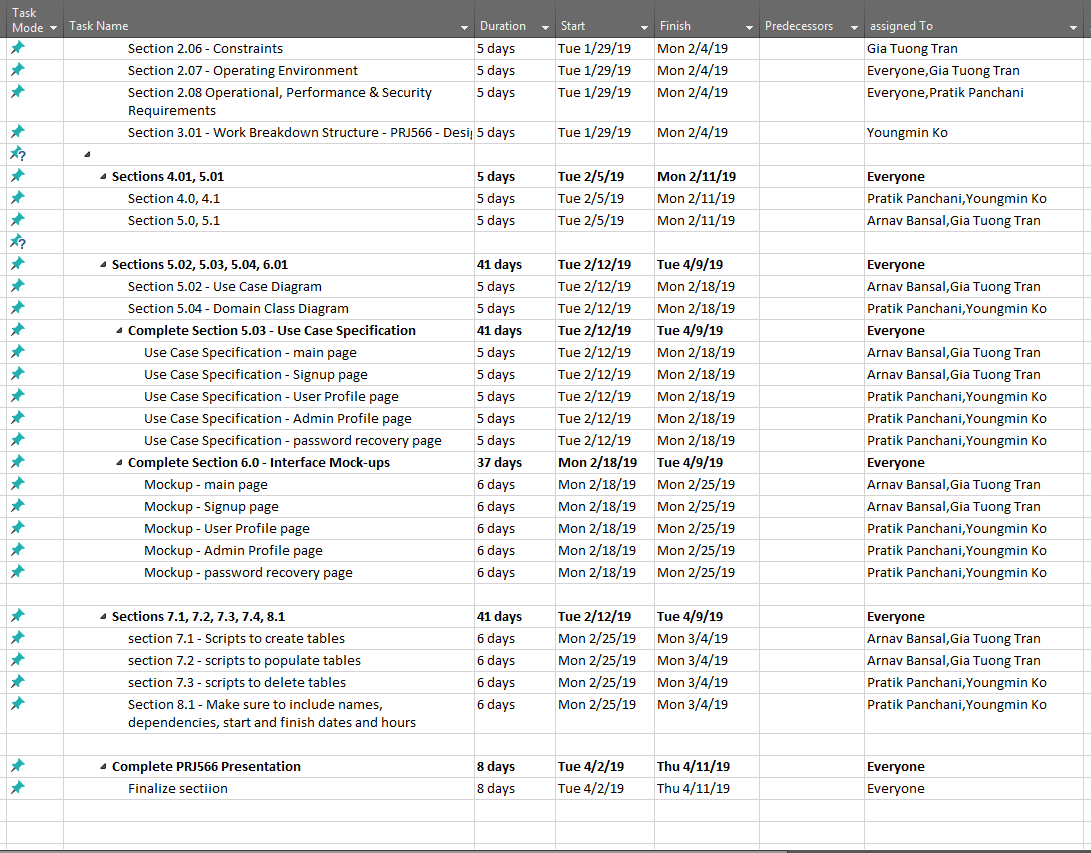 Task Mode Task Name Duration Start Finish Predecessors assigned To
Section 2.06 - Constraints 5 days Tue 1/29/19 Mon 2/4/19 Gia Tuong Tran
Section 2.07 - Operating Environment 5 days Tue 1/29/19 Mon 2/4/19 Everyone,Gia Tuong Tran
Section 2.08 Operational, Performance & Security 5 days Tue 1/29/19 Mon 2/4/19 Everyone,Pratik Panchani
Requirements
Section 3.01 - Work Breakdown Structure - PRJ566 - Desi 5 days Tue 1/29/19 Mon 2/4/19 Youngmin Ko
?
Sections 4.01, 5.01 5 days Tue 2/5/19 Mon 2/11/19 Everyone
Section 4.0, 4.1 5 days Tue 2/5/19 Mon 2/11/19 Pratik Panchani,Youngmin Ko
Section 5.0, 5.1 5 days Tue 2/5/19 Mon 2/11/19 Arnav Bansal,Gia Tuong Tran
?
Sections 5.02, 5.03, 5.04, 6.01 41 days Tue 2/12/19 Tue 4/9/19 Everyone
Section 5.02 - Use Case Diagram 5 days Tue 2/12/19 Mon 2/18/19 Arnav Bansal,Gia Tuong Tran
Section 5.04 - Domain Class Diagram 5 days Tue 2/12/19 Mon 2/18/19 Pratik Panchani,Youngmin Ko
Complete Section 5.03 - Use Case Specification 41 days Tue 2/12/19 Tue 4/9/19 Everyone
Use Case Specification - main page 5 days Tue 2/12/19 Mon 2/18/19 Arnav Bansal,Gia Tuong Tran
Use Case Specification - Signup page 5 days Tue 2/12/19 Mon 2/18/19 Arnav Bansal,Gia Tuong Tran
Use Case Specification - User Profile page 5 days Tue 2/12/19 Mon 2/18/19 Pratik Panchani,Youngmin Ko
Use Case Specification - Admin Profile page 5 days Tue 2/12/19 Mon 2/18/19 Pratik Panchani,Youngmin Ko
Use Case Specification - password recovery page 5 days Tue 2/12/19 Mon 2/18/19 Pratik Panchani,Youngmin Ko
Complete Section 6.0 - Interface Mock-ups 37 days Mon 2/18/19 Tue 4/9/19 Everyone
Mockup - main page 6 days Mon 2/18/19 Mon 2/25/19 Arnav Bansal,Gia Tuong Tran
Mockup - Signup page 6 days Mon 2/18/19 Mon 2/25/19 Arnav Bansal,Gia Tuong Tran
Mockup - User Profile page 6 days Mon 2/18/19 Mon 2/25/19 Pratik Panchani,Youngmin Ko
Mockup - Admin Profile page 6 days Mon 2/18/19 Mon 2/25/19 Pratik Panchani,Youngmin Ko
Mockup - password recovery page 6 days Mon 2/18/19 Mon 2/25/19 Pratik Panchani,Youngmin Ko
Sections 7.1, 7.2, 7.3, 7.4, 8.1 41 days Tue 2/12/19 Tue 4/9/19 Everyone
section 7.1 - Scripts to create tables 6 days Mon 2/25/19 Mon 3/4/19 Arnav Bansal,Gia Tuong Tran
section 7.2 - scripts to populate tables 6 days Mon 2/25/19 Mon 3/4/19 Arnav Bansal,Gia Tuong Tran
section 7.3 - scripts to delete tables 6 days Mon 2/25/19 Mon 3/4/19 Pratik Panchani,Youngmin Ko
Section 8.1 - Make sure to include names, 6 days Mon 2/25/19 Mon 3/4/19 Pratik Panchani,Youngmin Ko
dependencies, start and finish dates and hours
Complete PRJ566 Presentation 8 days Tue 4/2/19 Thu 4/11/19 Everyone
Finalize sectiion 8 days Tue 4/2/19 Thu 4/11/19 Everyone